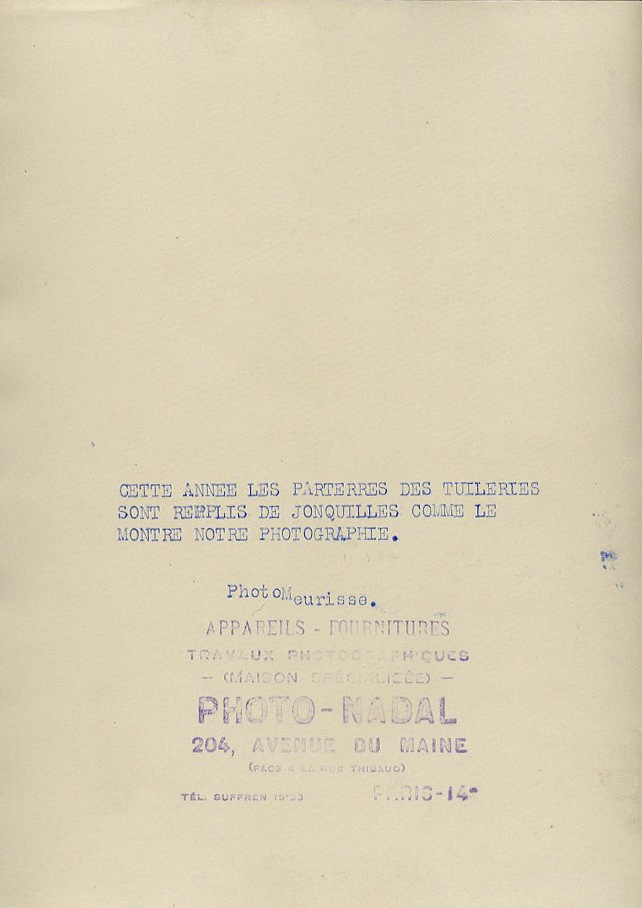 CETTE ANNEE LES PARTERRES DES TUILERIES
SONT REMPLIS DE JONQUILLES COMME LE
MONTRE NOTRE PHOTOGRAPHIE.
PhotoMeurisse.
APPAREILS - FOURNITURES
TRAVAUX PHOTOGRAPHIQUES
— (MAISON SPÉCIALISÉE) —
PHOTO-NADAL
204, AVENUE DU MAINE
(FACE A LA RUE THIBAUD)
TÉL. SUFFREN PARIS-14e